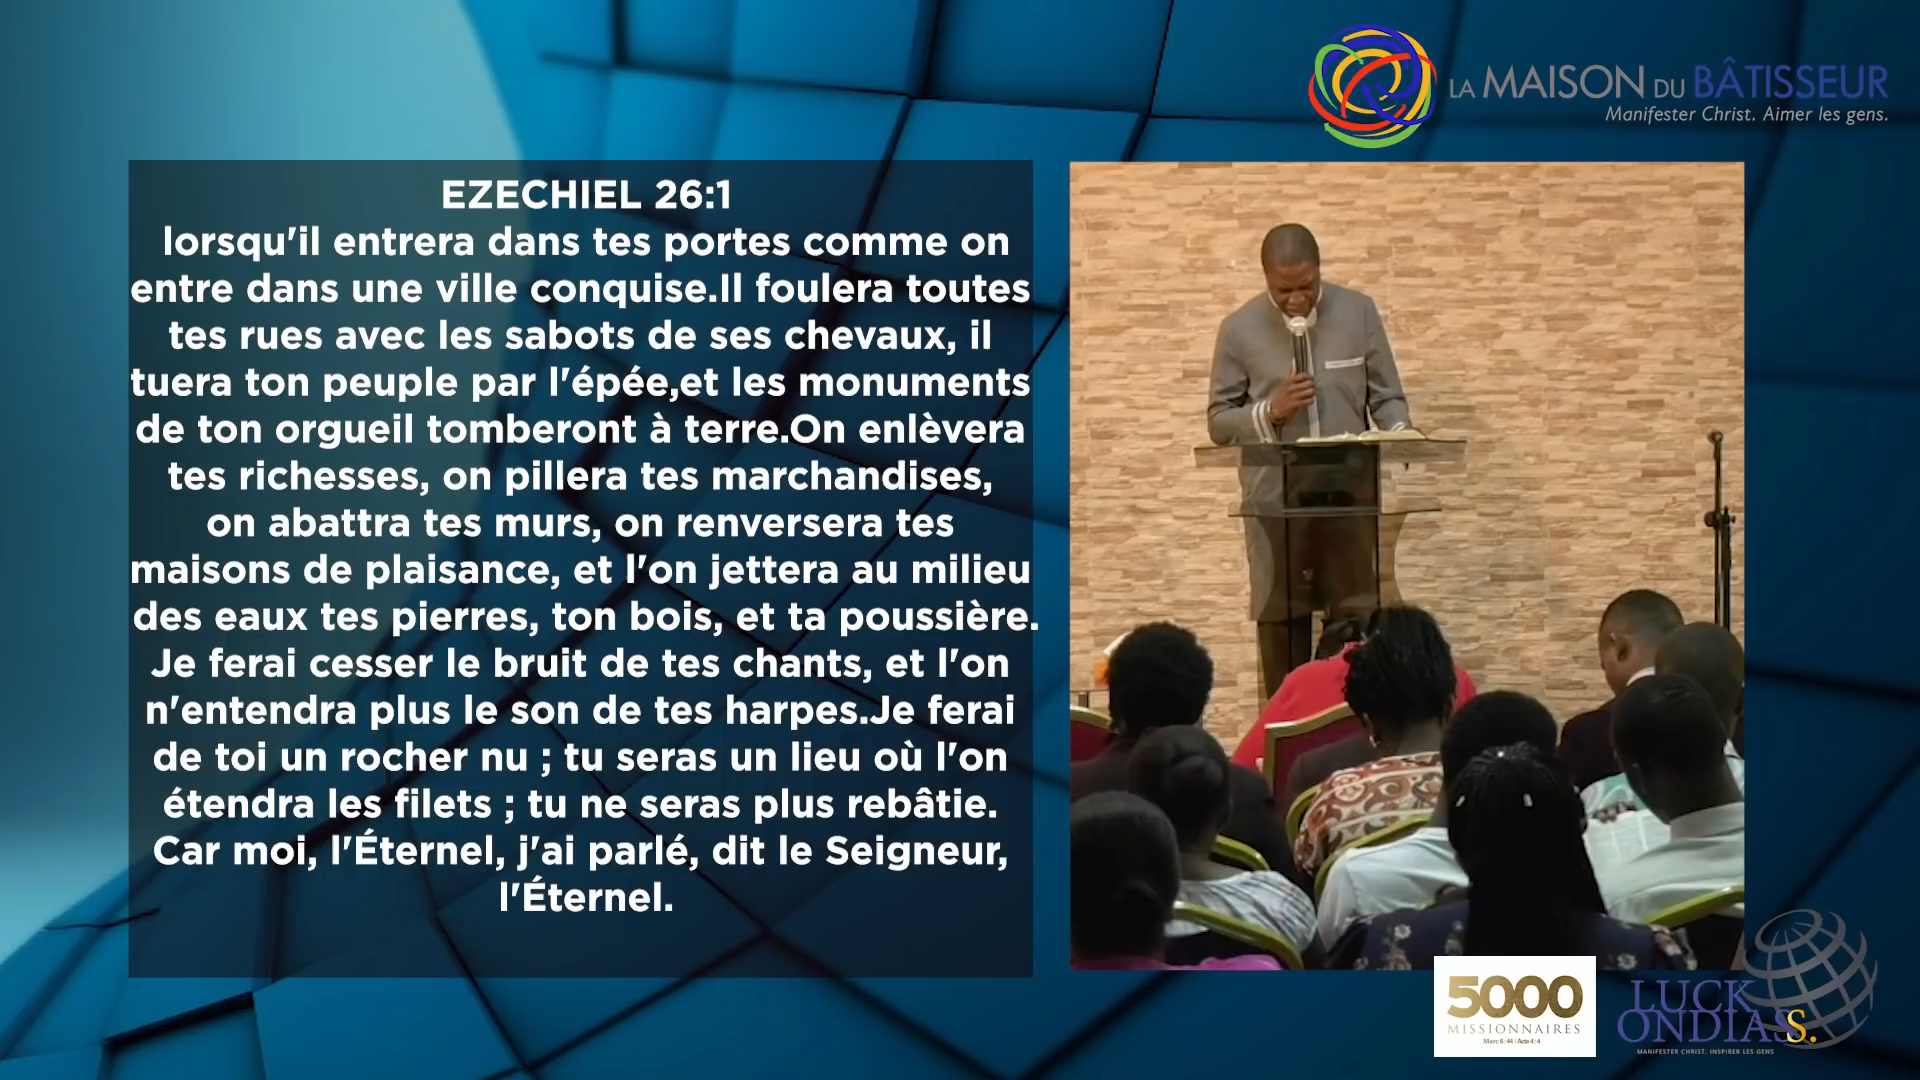 LA MAISON DU BÂTISSEUR
Manifester Christ. Aimer les gens.
EZECHIEL 26:1
lorsqu'il entrera dans tes portes comme on
entre dans une ville conquise.Il foulera toutes
tes rues avec les sabots de ses chevaux, il
tuera ton peuple par l'épée,et les monuments
de ton orgueil tomberont à terre.On enlèvera
tes richesses, on pillera tes marchandises,
on abattra tes murs, on renversera tes
maisons de plaisance, et l'on jettera au milieu
des eaux tes pierres, ton bois, et ta poussière.
Je ferai cesser le bruit de tes chants, et l'on
n'entendra plus le son de tes harpes.Je ferai
de toi un rocher nu ; tu seras un lieu où l'on
étendra les filets ; tu ne seras plus rebâtie.
Car moi, l'Éternel, j'ai parlé, dit le Seigneur,
l'Éternel.
5000
MISSIONNAIRES
Marc 6:44 | Acte 4:4
LUCK
ONDIAS.
MANIFESTER CHRIST. INSPIRER LES GENS